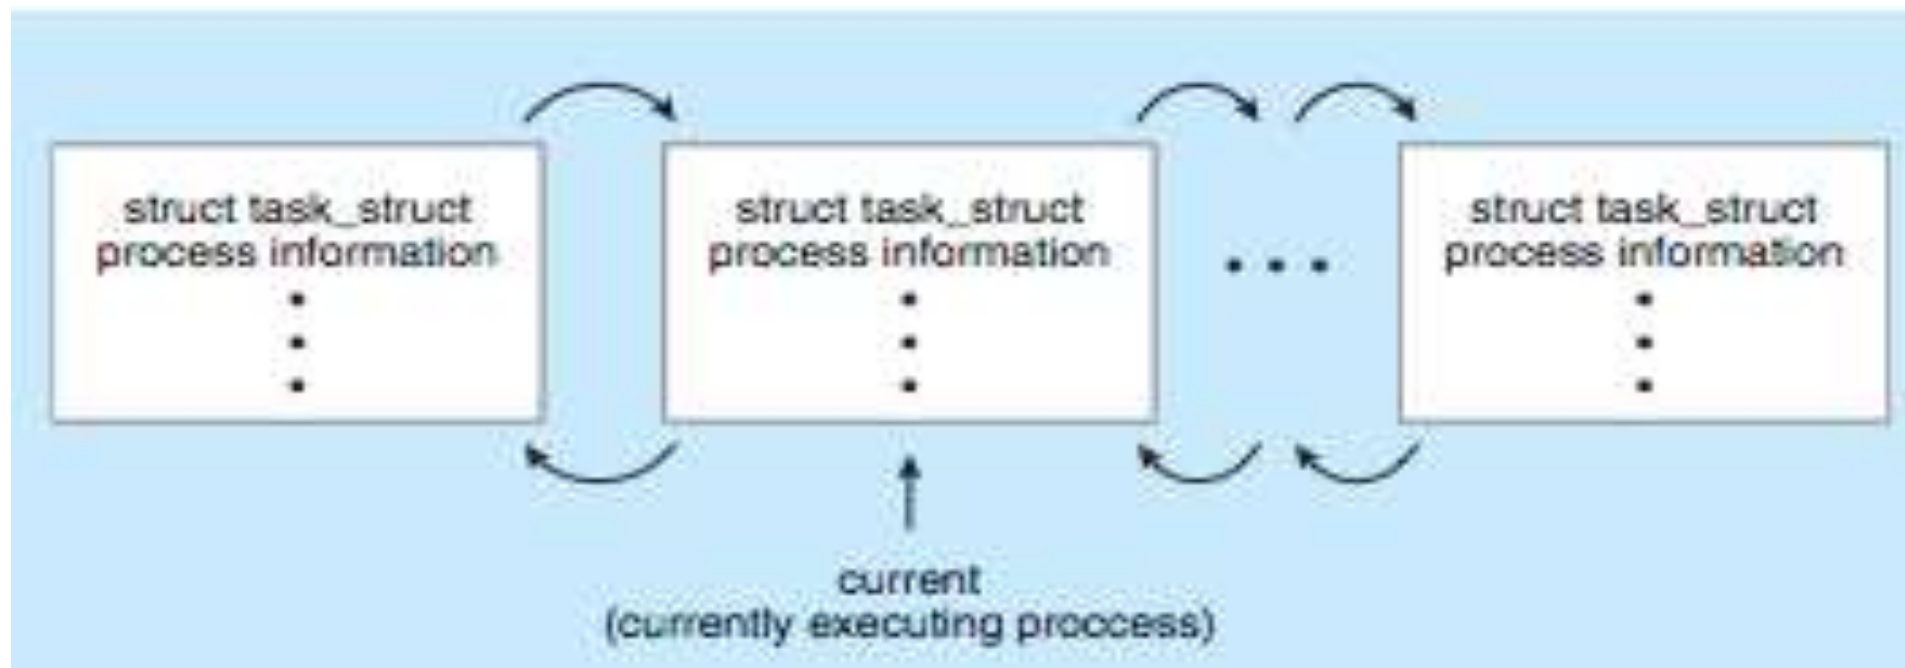 struct task_struct
process information
struct task_struct
process information
struct task_struct
process information
current
(currently executing proccess)